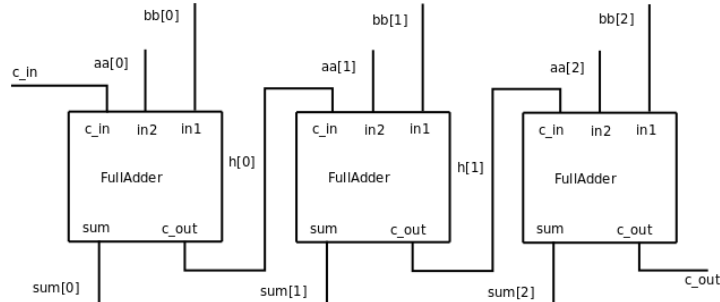 bb[0]
bb[1]
bb[2]
aa[0]
aa[1]
aa[2]
c_in
c_in in2 in1
c_in in2 in1
c_in in2 in1
h[0]
h[1]
FullAdder
FullAdder
FullAdder
sum c_out
sum c_out
sum c_out
sum[0]
sum[1]
sum[2]
c_out